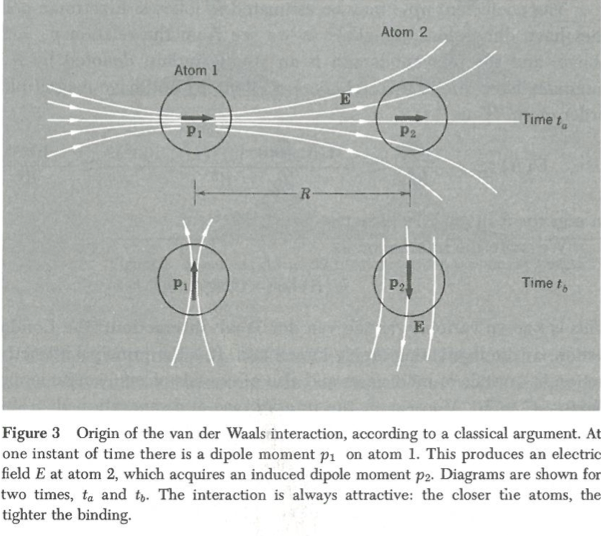 Atom 2
Atom 1
E
p₁
p₂
Time tₐ
R
p₁
p₂
Time t_b
E
Figure 3 Origin of the van der Waals interaction, according to a classical argument. At
one instant of time there is a dipole moment p₁ on atom 1. This produces an electric
field E at atom 2, which acquires an induced dipole moment p₂. Diagrams are shown for
two times, tₐ and t_b. The interaction is always attractive: the closer the atoms, the
tighter the binding.